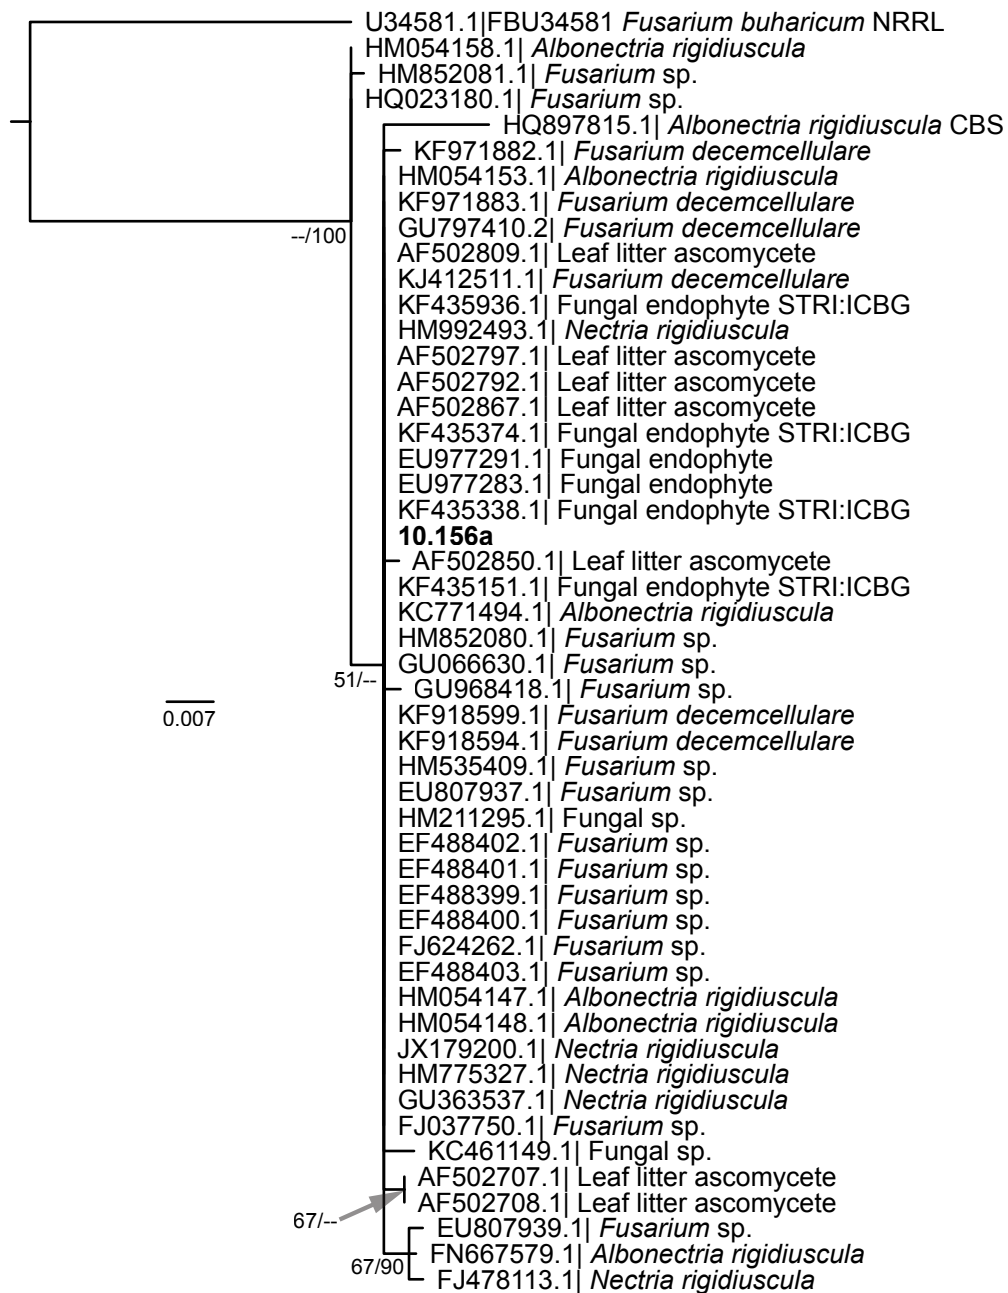 U34581.1|FBU34581 Fusarium buharicum NRRL
HM054158.1| Albonectria rigidiuscula
HM852081.1| Fusarium sp.
HQ023180.1| Fusarium sp.
HQ897815.1| Albonectria rigidiuscula CBS
KF971882.1| Fusarium decemcellulare
HM054153.1| Albonectria rigidiuscula
KF971883.1| Fusarium decemcellulare
GU797410.2| Fusarium decemcellulare
--/100
AF502809.1| Leaf litter ascomycete
KJ412511.1| Fusarium decemcellulare
KF435936.1| Fungal endophyte STRI:ICBG
HM992493.1| Nectria rigidiuscula
AF502797.1| Leaf litter ascomycete
AF502792.1| Leaf litter ascomycete
AF502867.1| Leaf litter ascomycete
KF435374.1| Fungal endophyte STRI:ICBG
EU977291.1| Fungal endophyte
EU977283.1| Fungal endophyte
KF435338.1| Fungal endophyte STRI:ICBG
10.156a
AF502850.1| Leaf litter ascomycete
KF435151.1| Fungal endophyte STRI:ICBG
KC771494.1| Albonectria rigidiuscula
HM852080.1| Fusarium sp.
GU066630.1| Fusarium sp.
51/--
GU968418.1| Fusarium sp.
0.007
KF918599.1| Fusarium decemcellulare
KF918594.1| Fusarium decemcellulare
HM535409.1| Fusarium sp.
EU807937.1| Fusarium sp.
HM211295.1| Fungal sp.
EF488402.1| Fusarium sp.
EF488401.1| Fusarium sp.
EF488399.1| Fusarium sp.
EF488400.1| Fusarium sp.
FJ624262.1| Fusarium sp.
EF488403.1| Fusarium sp.
HM054147.1| Albonectria rigidiuscula
HM054148.1| Albonectria rigidiuscula
JX179200.1| Nectria rigidiuscula
HM775327.1| Nectria rigidiuscula
GU363537.1| Nectria rigidiuscula
FJ037750.1| Fusarium sp.
KC461149.1| Fungal sp.
AF502707.1| Leaf litter ascomycete
AF502708.1| Leaf litter ascomycete
67/--
EU807939.1| Fusarium sp.
FN667579.1| Albonectria rigidiuscula
67/90
FJ478113.1| Nectria rigidiuscula